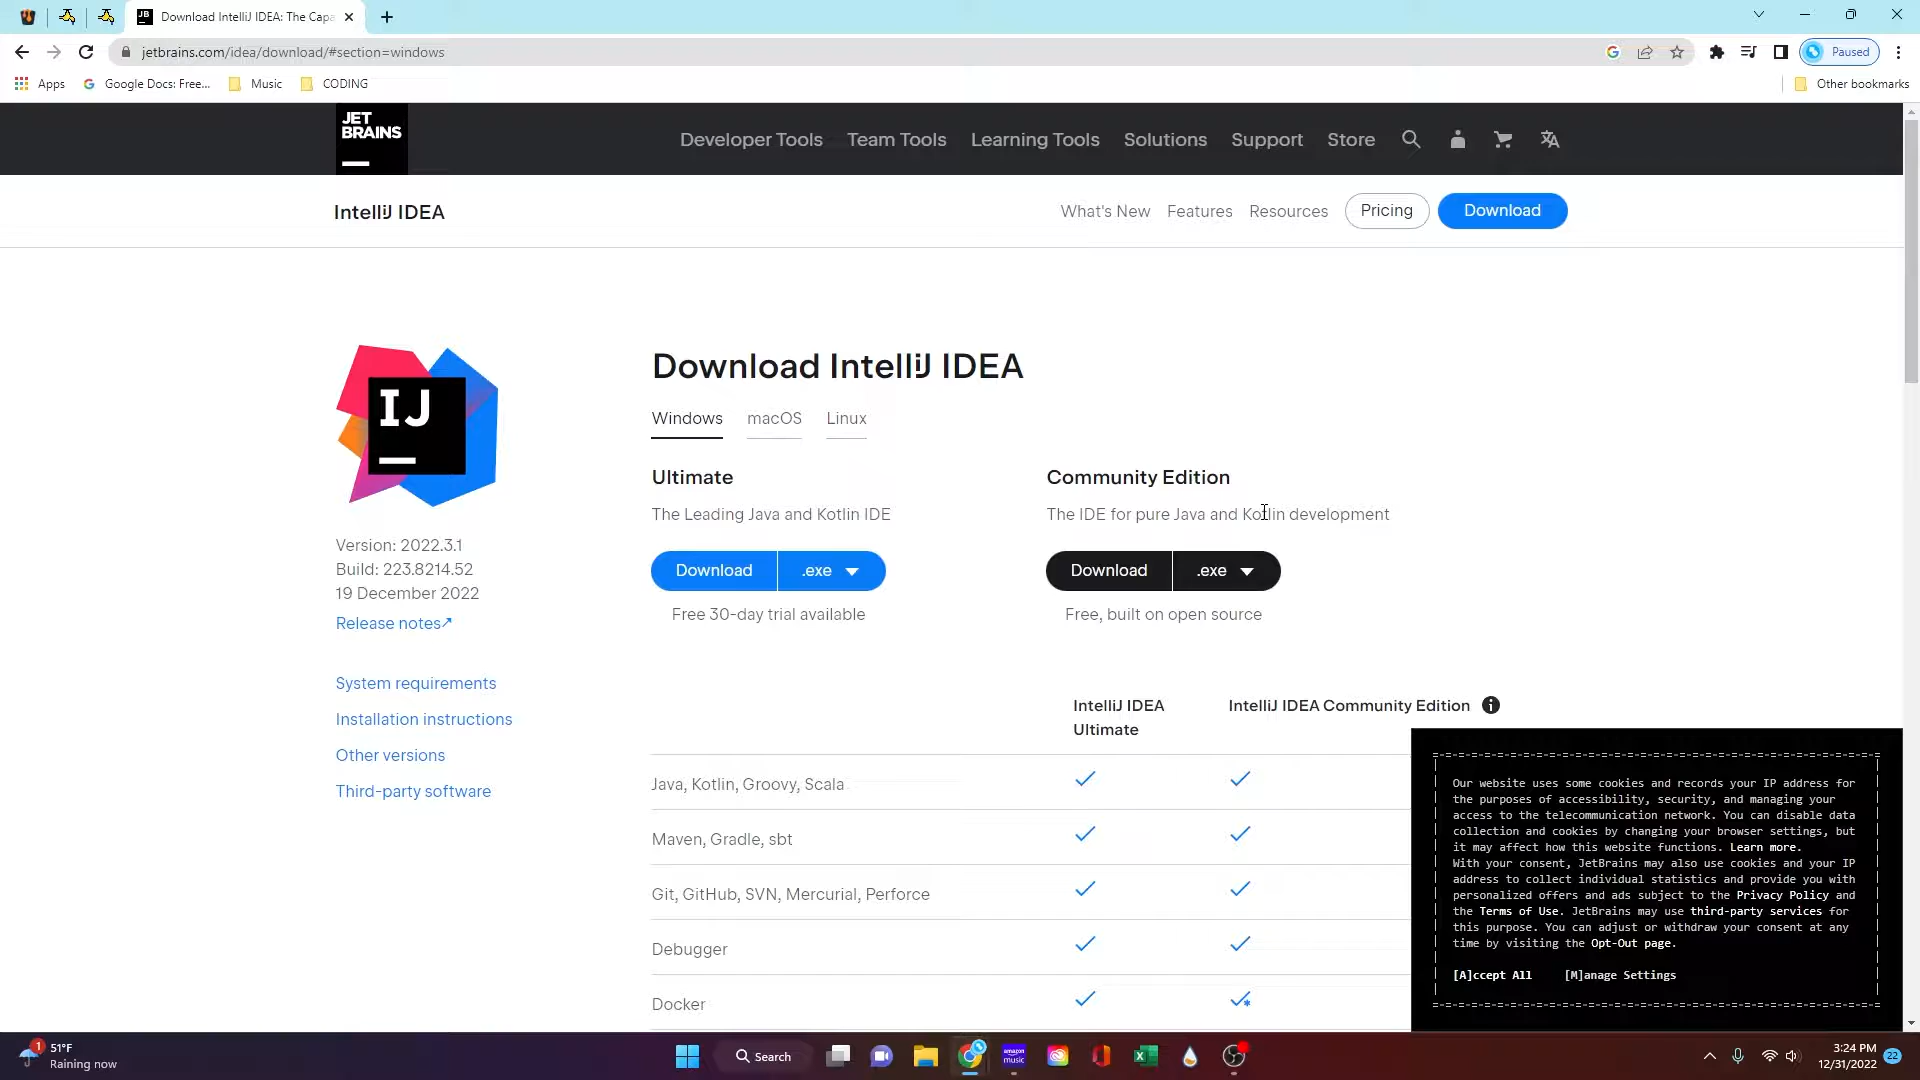 Download IntelliJ IDEA: The Capa
jetbrains.com/idea/download/#section=windows
Paused
Apps
Google Docs: Free...
Music
CODING
Other bookmarks
JET
BRAINS
Developer Tools
Team Tools
Learning Tools
Solutions
Support
Store
IntelliJ IDEA
What's New
Features
Resources
Pricing
Download
IJ
Download IntelliJ IDEA
Windows
macOS
Linux
Ultimate
The Leading Java and Kotlin IDE
Download
.exe
Free 30-day trial available
Community Edition
The IDE for pure Java and Kotlin development
Download
.exe
Free, built on open source
Version: 2022.3.1
Build: 223.8214.52
19 December 2022
Release notes↗
System requirements
Installation instructions
Other versions
Third-party software
IntelliJ IDEA
Ultimate
IntelliJ IDEA Community Edition
Java, Kotlin, Groovy, Scala
Maven, Gradle, sbt
Git, GitHub, SVN, Mercurial, Perforce
Debugger
Docker
Our website uses some cookies and records your IP address for
the purposes of accessibility, security, and managing your
access to the telecommunication network. You can disable data
collection and cookies by changing your browser settings, but
it may affect how this website functions. Learn more.
With your consent, JetBrains may also use cookies and your IP
address to collect individual statistics and provide you with
personalized offers and ads subject to the Privacy Policy and
the Terms of Use. JetBrains may use third-party services for
this purpose. You can adjust or withdraw your consent at any
time by visiting the Opt-Out page.
[A]ccept All
[M]anage Settings
1
51°F
Raining now
Search
amazon
music
3:24 PM
12/31/2022
22